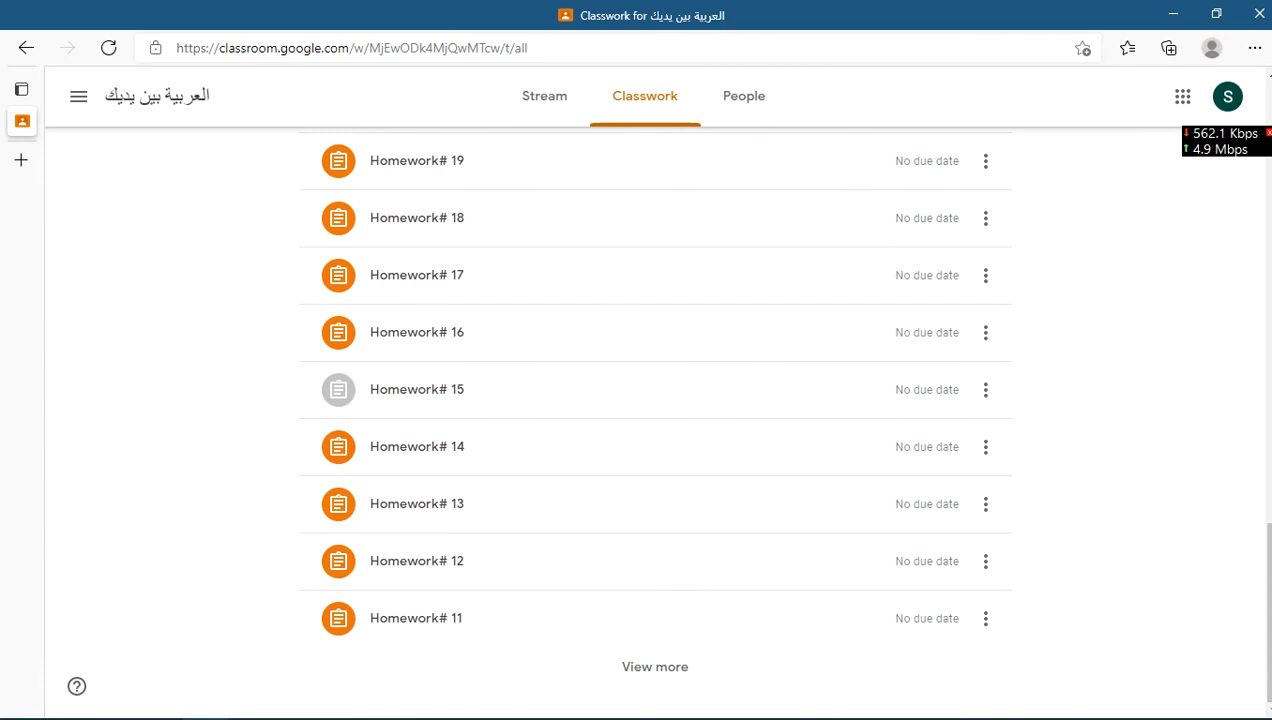 Classwork for العربية بين يديك
https://classroom.google.com/w/MjEwODk4MjQwMTcw/t/all
العربية بين يديك
Stream
Classwork
People
S
562.1 Kbps
4.9 Mbps
Homework# 19 No due date
Homework# 18 No due date
Homework# 17 No due date
Homework# 16 No due date
Homework# 15 No due date
Homework# 14 No due date
Homework# 13 No due date
Homework# 12 No due date
Homework# 11 No due date
View more